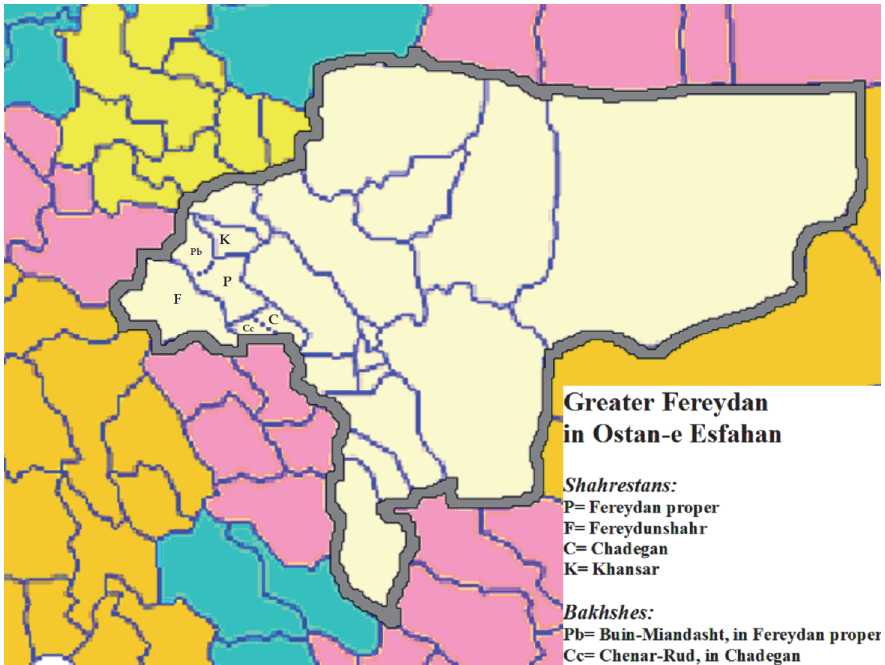 K
Pb
P
F
C
Cc
Greater Fereydan
in Ostan-e Esfahan
Shahrestans:
P= Fereydan proper
F= Fereydunshahr
C= Chadegan
K= Khansar
Bakhshes:
Pb= Buin-Miandasht, in Fereydan proper
Cc= Chenar-Rud, in Chadegan